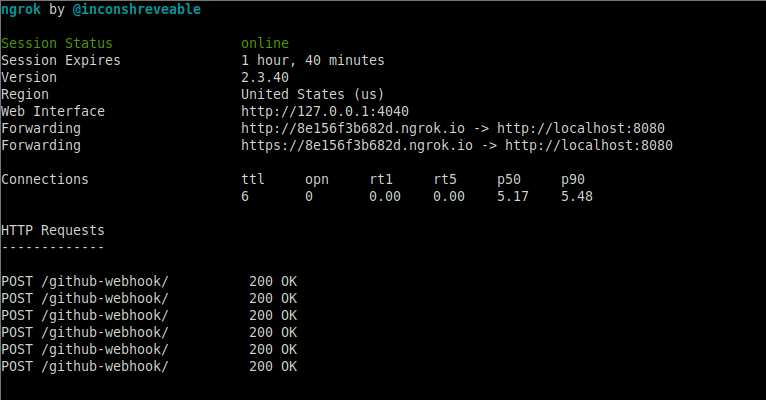 ngrok by @inconshreveable
Session Status online
Session Expires 1 hour, 40 minutes
Version 2.3.40
Region United States (us)
Web Interface http://127.0.0.1:4040
Forwarding http://8e156f3b682d.ngrok.io -> http://localhost:8080
Forwarding https://8e156f3b682d.ngrok.io -> http://localhost:8080
Connections ttl opn rt1 rt5 p50 p90
6 0 0.00 0.00 5.17 5.48
HTTP Requests
-------------
POST /github-webhook/ 200 OK
POST /github-webhook/ 200 OK
POST /github-webhook/ 200 OK
POST /github-webhook/ 200 OK
POST /github-webhook/ 200 OK
POST /github-webhook/ 200 OK